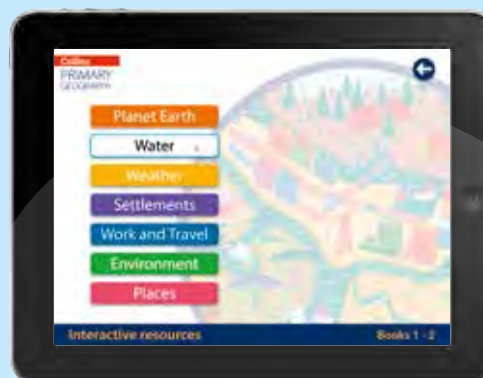 Collins
PRIMARY
GEOGRAPHY
Planet Earth
Water
Weather
Settlements
Work and Travel
Environment
Places
Interactive resources
Books 1 - 2